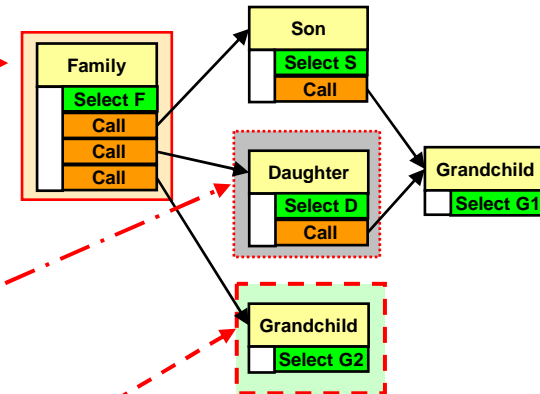 Family
Select F
Call
Call
Call
Son
Select S
Call
Daughter
Select D
Call
Grandchild
Select G1
Grandchild
Select G2